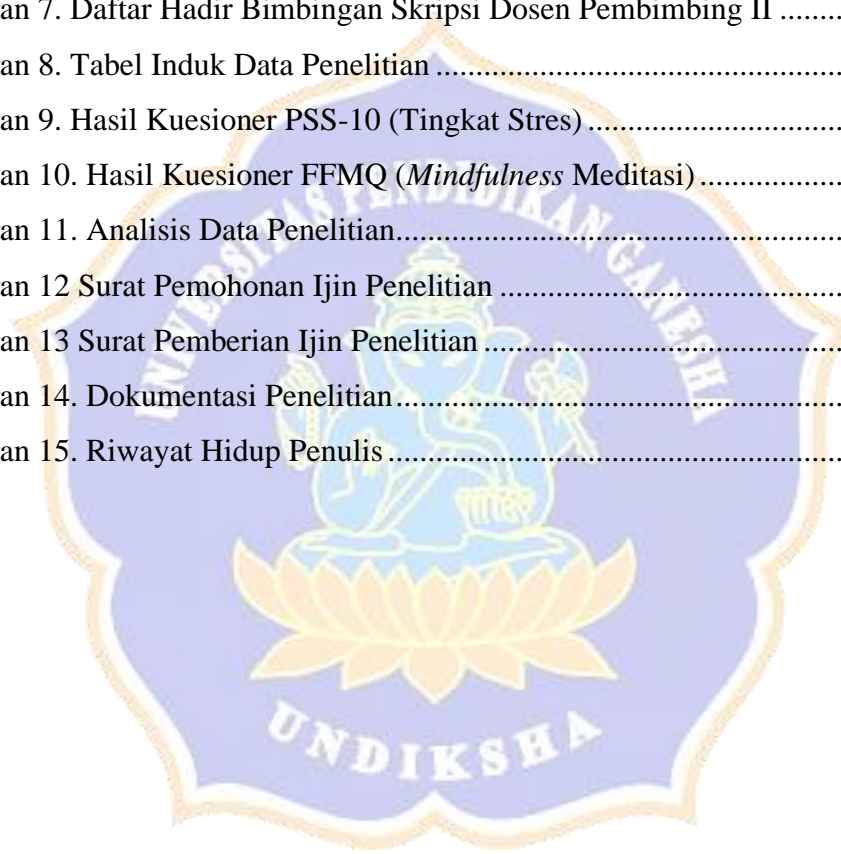 an 7. Daftar Hadir Bimbingan Skripsi Dosen Pembimbing II ........
an 8. Tabel Induk Data Penelitian ....................................................
an 9. Hasil Kuesioner PSS-10 (Tingkat Stres) ................................
an 10. Hasil Kuesioner FFMQ (Mindfulness Meditasi) ..................
an 11. Analisis Data Penelitian.........................................................
an 12 Surat Pemohonan Ijin Penelitian ...........................................
an 13 Surat Pemberian Ijin Penelitian .............................................
an 14. Dokumentasi Penelitian.........................................................
an 15. Riwayat Hidup Penulis ..........................................................
UNIVERSITAS PENDIDIKAN GANESHA
UNDIKSHA